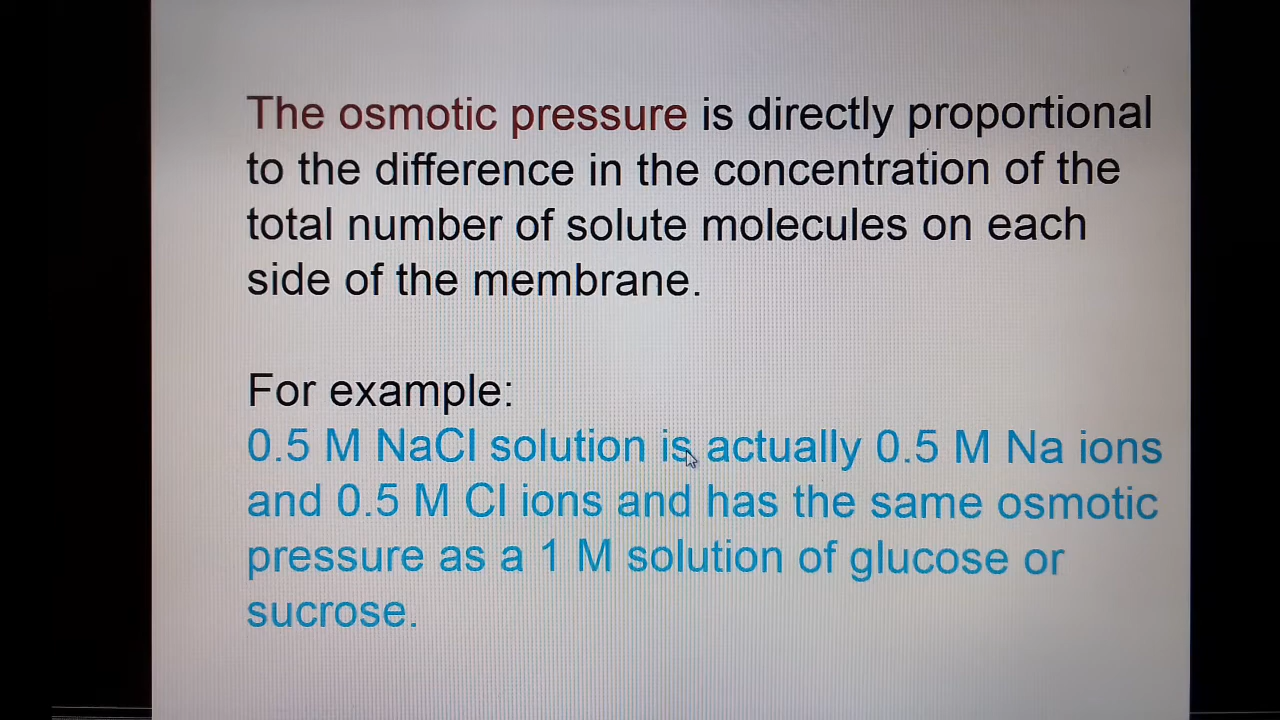 The osmotic pressure is directly proportional
to the difference in the concentration of the
total number of solute molecules on each
side of the membrane.
For example:
0.5 M NaCl solution is actually 0.5 M Na ions
and 0.5 M Cl ions and has the same osmotic
pressure as a 1 M solution of glucose or
sucrose.